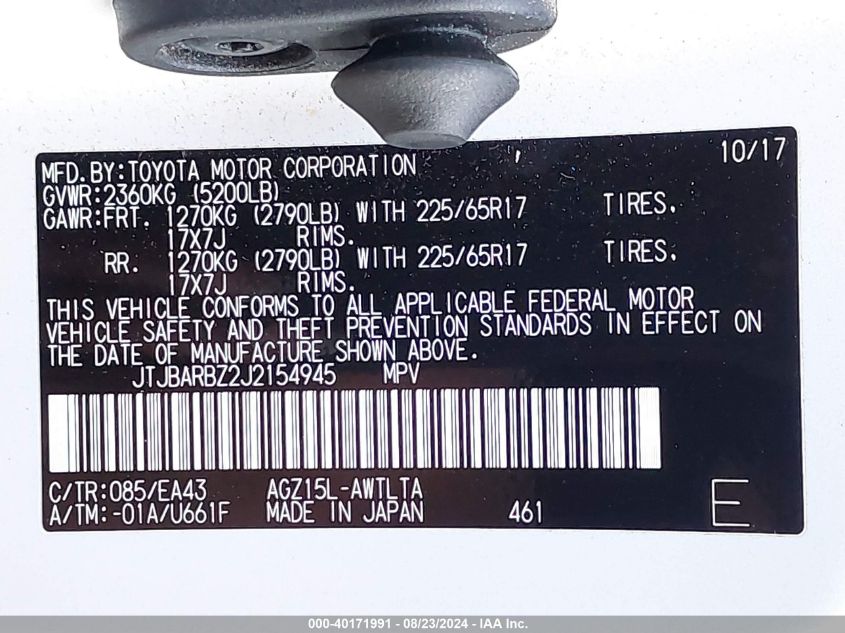 MFD.BY:TOYOTA MOTOR CORPORATION 10/17
GVWR:2360KG (5200LB)
GAWR:FRT. 1270KG (2790LB) WITH 225/65R17 TIRES.
17X7J RIMS.
RR. 1270KG (2790LB) WITH 225/65R17 TIRES.
17X7J RIMS.
THIS VEHICLE CONFORMS TO ALL APPLICABLE FEDERAL MOTOR
VEHICLE SAFETY AND THEFT PREVENTION STANDARDS IN EFFECT ON
THE DATE OF MANUFACTURE SHOWN ABOVE.
JTJBARBZ2J2154945 MPV
C/TR:085/EA43 AGZ15L-AWTLTA
A/TM:-01A/U661F MADE IN JAPAN 461 E
000-40171991 - 08/23/2024 - IAA Inc.